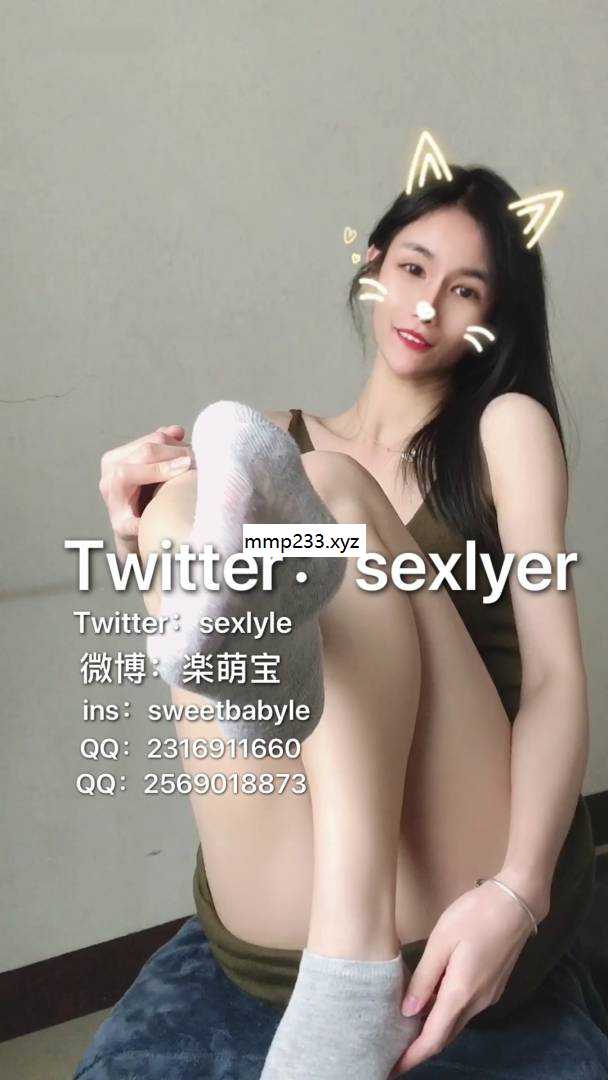 mmp233.xyz
Twitter：sexlyer
Twitter：sexlyle
微博：楽萌宝
ins：sweetbabyle
QQ：2316911660
QQ：2569018873